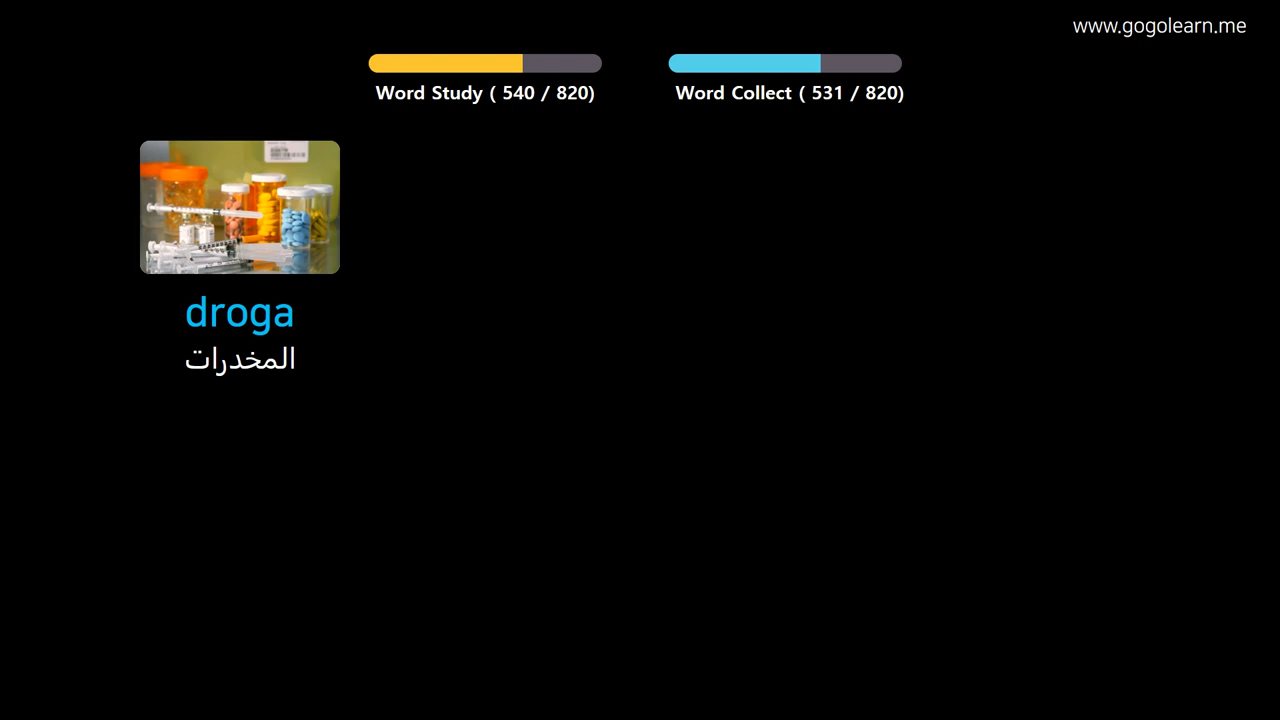 www.gogolearn.me
Word Study ( 540 / 820)
Word Collect ( 531 / 820)
droga
المخدرات